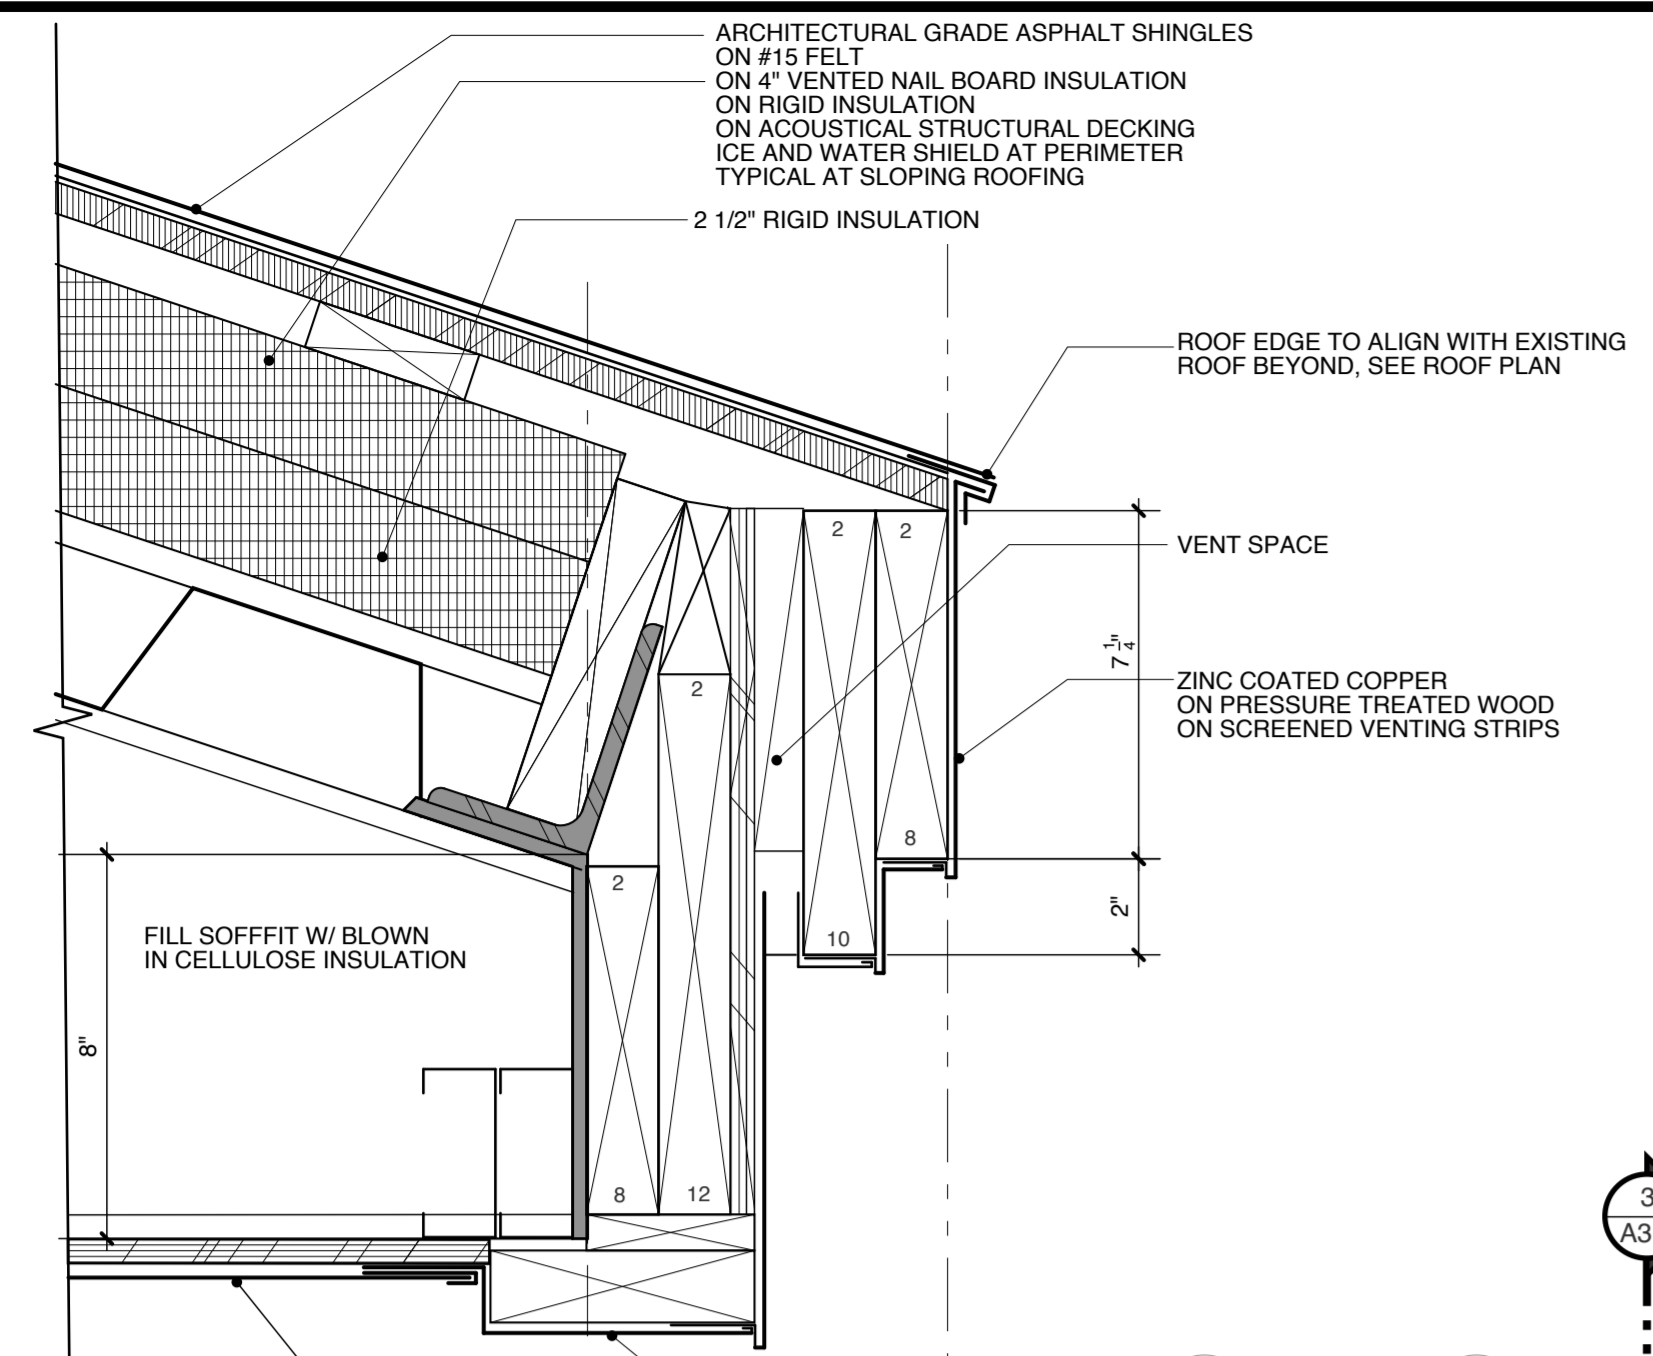 ARCHITECTURAL GRADE ASPHALT SHINGLES
ON #15 FELT
ON 4" VENTED NAIL BOARD INSULATION
ON RIGID INSULATION
ON ACOUSTICAL STRUCTURAL DECKING
ICE AND WATER SHIELD AT PERIMETER
TYPICAL AT SLOPING ROOFING
2 1/2" RIGID INSULATION
ROOF EDGE TO ALIGN WITH EXISTING
ROOF BEYOND, SEE ROOF PLAN
2
2
VENT SPACE
7 1/4"
ZINC COATED COPPER
ON PRESSURE TREATED WOOD
ON SCREENED VENTING STRIPS
2
8
2
2"
10
FILL SOFFFIT W/ BLOWN
IN CELLULOSE INSULATION
8"
8
12
3
A3